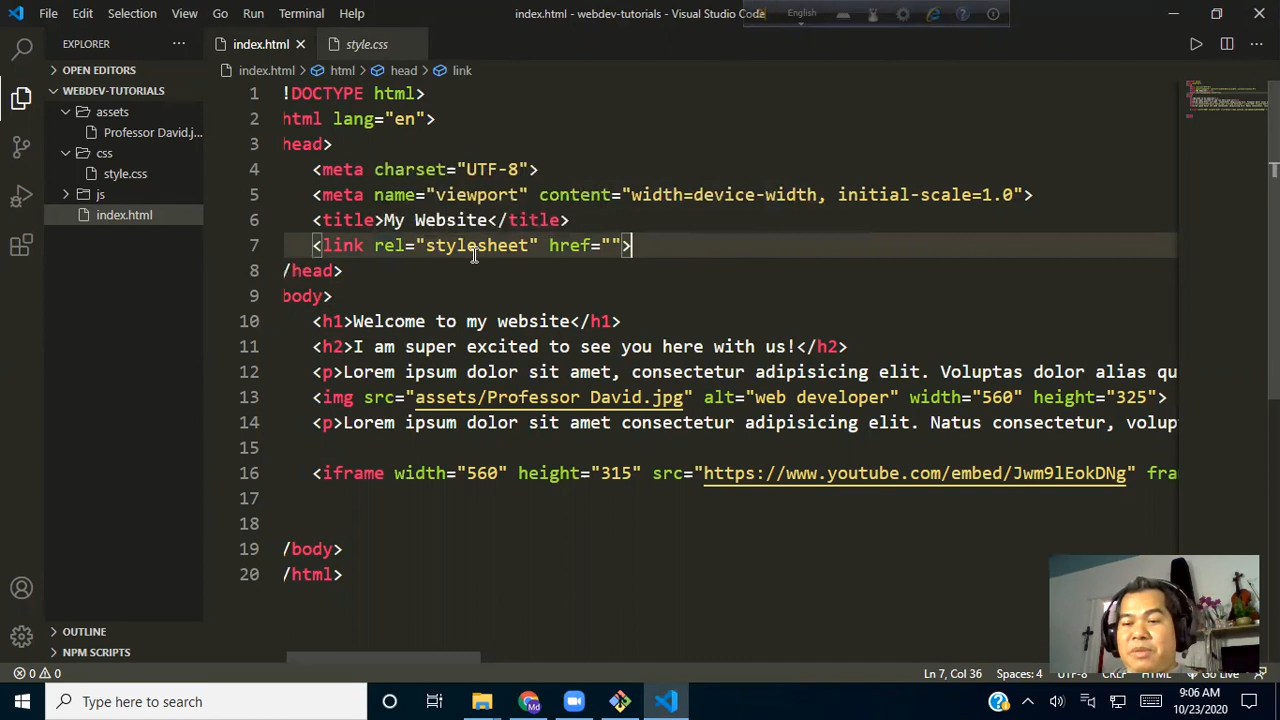 File Edit Selection View Go Run Terminal Help index.html - webdev-tutorials - Visual Studio Code English
EXPLORER
index.html
style.css
OPEN EDITORS
WEBDEV-TUTORIALS
assets
Professor David.j...
css
style.css
js
index.html
index.html > html > head > link
1 !DOCTYPE html>
2 html lang="en">
3 head>
4 <meta charset="UTF-8">
5 <meta name="viewport" content="width=device-width, initial-scale=1.0">
6 <title>My Website</title>
7 <link rel="stylesheet" href="">
8 /head>
9 body>
10 <h1>Welcome to my website</h1>
11 <h2>I am super excited to see you here with us!</h2>
12 <p>Lorem ipsum dolor sit amet, consectetur adipisicing elit. Voluptas dolor alias qu
13 <img src="assets/Professor David.jpg" alt="web developer" width="560" height="325">
14 <p>Lorem ipsum dolor sit amet consectetur adipisicing elit. Natus consectetur, volup
15
16 <iframe width="560" height="315" src="https://www.youtube.com/embed/Jwm9lEokDNg" fra
17
18
19 /body>
20 /html>
OUTLINE
NPM SCRIPTS
0 0 Ln 7, Col 36 Spaces: 4 UTF-8 CRLF HTML Go Live
Type here to search
9:06 AM
10/23/2020